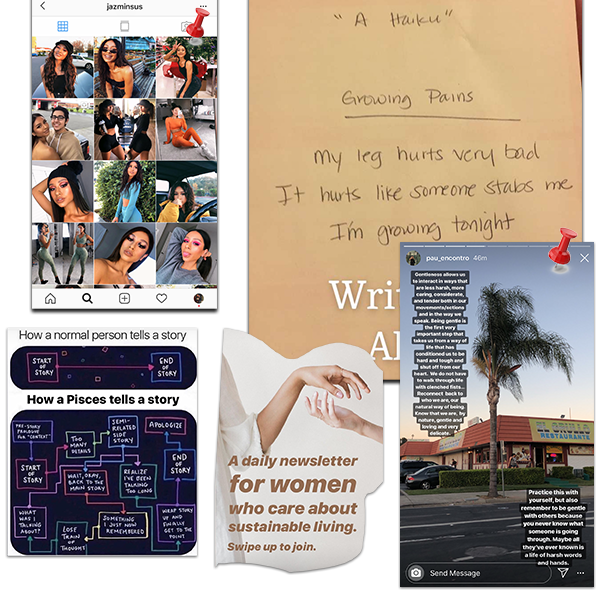 jazminsus
"A Haiku"
Growing Pains
my leg hurts very bad
It hurts like someone stabs me
I'm growing tonight
Writ
Al
pau_encontro 46m
Gentleness allows us
to interact in ways that
are less harsh, more
caring, considerate,
and tender both in our
movements/actions
and in the way we
speak. Being gentle is
the first very
important step that
takes us from a way of
life that has
conditioned us to be
hard and tough and
shut off from our
heart. We do not have
to walk through life
with clenched fists...
Reconnect back to
who we are, our
natural way of being.
Know that we are, by
nature, gentle and
loving and very
delicate.
RESTAURANTE
Practice this with
yourself, but also
remember to be gentle
with others because
you never know what
someone is going
through. Maybe all
they've ever known is
a life of harsh words
and hands.
Send Message
How a normal person tells a story
START OF STORY
END OF STORY
How a Pisces tells a story
PRE-STORY DIALOGUE FOR "CONTEXT"
TOO MANY DETAILS
SEMI-RELATED SIDE STORY
APOLOGIZE
START OF STORY
WAIT, OKAY, BACK TO THE MAIN STORY
REALIZE I'VE BEEN TALKING TOO LONG
END OF STORY
WHAT WAS I TALKING ABOUT?
LOSE TRAIN OF THOUGHT
SOMETHING I JUST NOW REMEMBERED
WRAP STORY UP AND FINALLY GET TO THE POINT
A daily newsletter
for women
who care about
sustainable living.
Swipe up to join.